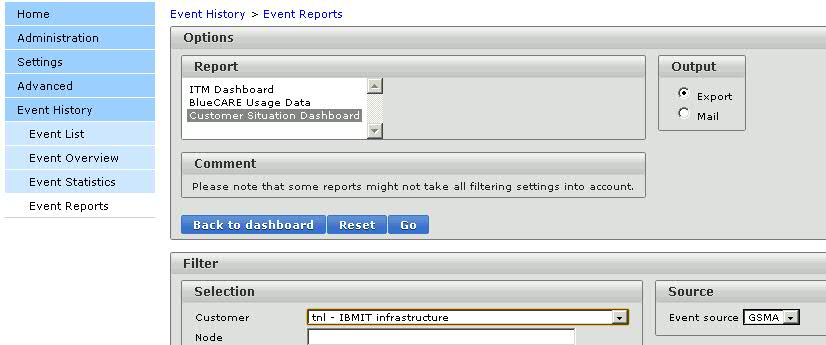 Home
Administration
Settings
Advanced
Event History
Event List
Event Overview
Event Statistics
Event Reports
Event History > Event Reports
Options
Report
ITM Dashboard
BlueCARE Usage Data
Customer Situation Dashboard
Output
Export
Mail
Comment
Please note that some reports might not take all filtering settings into account.
Back to dashboard Reset Go
Filter
Selection
Customer tnl - IBMIT infrastructure
Node
Source
Event source GSMA